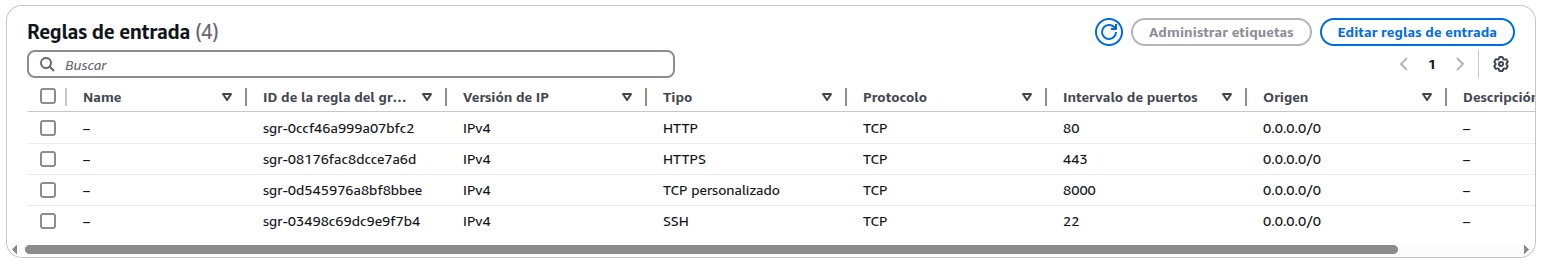 Reglas de entrada (4)
Administrar etiquetas
Editar reglas de entrada
Buscar
1
Name ID de la regla del gr... Versión de IP Tipo Protocolo Intervalo de puertos Origen Descripción
– sgr-0ccf46a999a07bfc2 IPv4 HTTP TCP 80 0.0.0.0/0 –
– sgr-08176fac8dcce7a6d IPv4 HTTPS TCP 443 0.0.0.0/0 –
– sgr-0d545976a8bf8bbee IPv4 TCP personalizado TCP 8000 0.0.0.0/0 –
– sgr-03498c69dc9e9f7b4 IPv4 SSH TCP 22 0.0.0.0/0 –